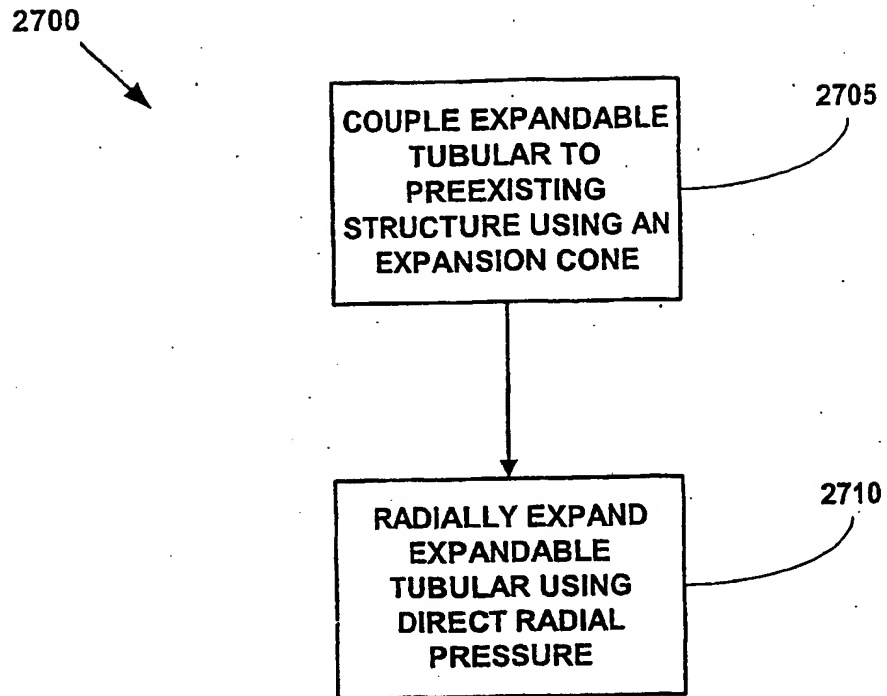 2700
COUPLE EXPANDABLE
TUBULAR TO
PREEXISTING
STRUCTURE USING AN
EXPANSION CONE
2705
RADIALLY EXPAND
EXPANDABLE
TUBULAR USING
DIRECT RADIAL
PRESSURE
2710